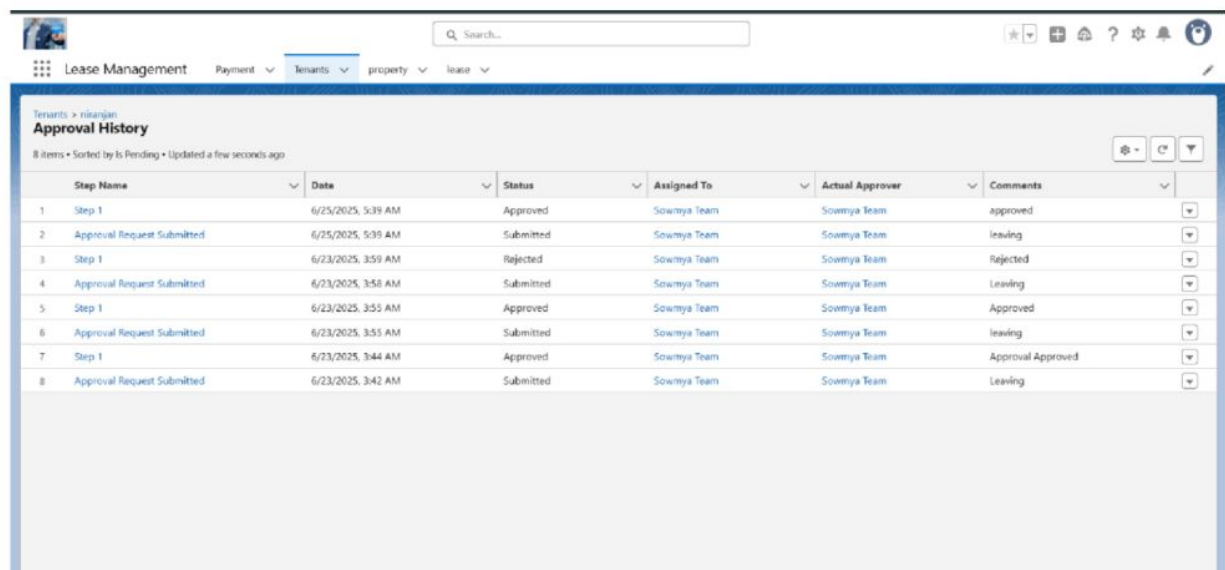 Search...
Lease Management Payment Tenants property lease
Tenants > niranjan
Approval History
8 items • Sorted by Is Pending • Updated a few seconds ago
Step Name Date Status Assigned To Actual Approver Comments
1 Step 1 6/25/2025, 5:39 AM Approved Sowmya Team Sowmya Team approved
2 Approval Request Submitted 6/25/2025, 5:39 AM Submitted Sowmya Team Sowmya Team leaving
3 Step 1 6/23/2025, 3:59 AM Rejected Sowmya Team Sowmya Team Rejected
4 Approval Request Submitted 6/23/2025, 3:58 AM Submitted Sowmya Team Sowmya Team Leaving
5 Step 1 6/23/2025, 3:55 AM Approved Sowmya Team Sowmya Team Approved
6 Approval Request Submitted 6/23/2025, 3:55 AM Submitted Sowmya Team Sowmya Team leaving
7 Step 1 6/23/2025, 3:44 AM Approved Sowmya Team Sowmya Team Approval Approved
8 Approval Request Submitted 6/23/2025, 3:42 AM Submitted Sowmya Team Sowmya Team Leaving